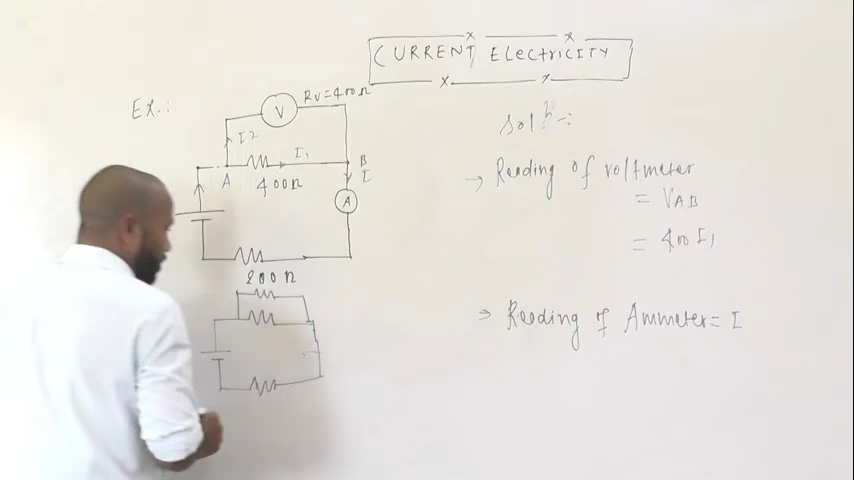 CURRENT ElectrICITY
Ex.:
RV=400Ω
V
I2
I1
A
400Ω
B
I
A
200Ω
Solⁿ-:
→ Reading of voltmeter
= VAB
= 400 I1
→ Reading of Ammeter = I